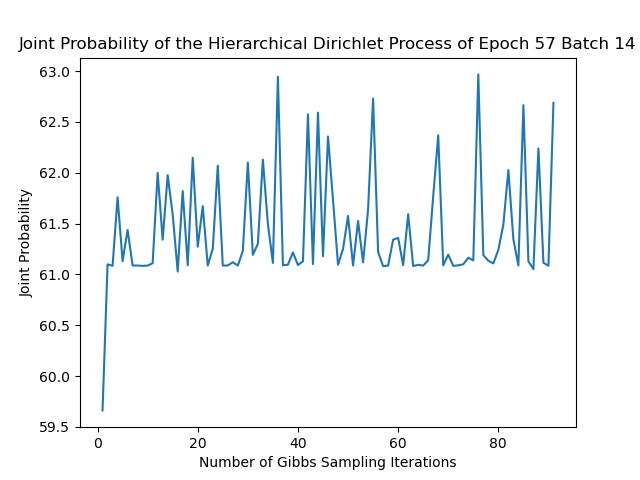 Joint Probability of the Hierarchical Dirichlet Process of Epoch 57 Batch 14
63.0
62.5
62.0
61.5
61.0
60.5
60.0
59.5
Joint Probability
0 20 40 60 80
Number of Gibbs Sampling Iterations